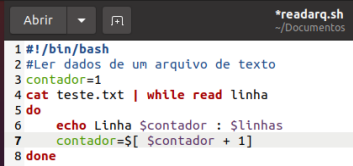 Abrir
*readarq.sh
~/Documentos
1 #!/bin/bash
2 #Ler dados de um arquivo de texto
3 contador=1
4 cat teste.txt | while read linha
5 do
6     echo Linha $contador : $linhas
7     contador=$[ $contador + 1]
8 done